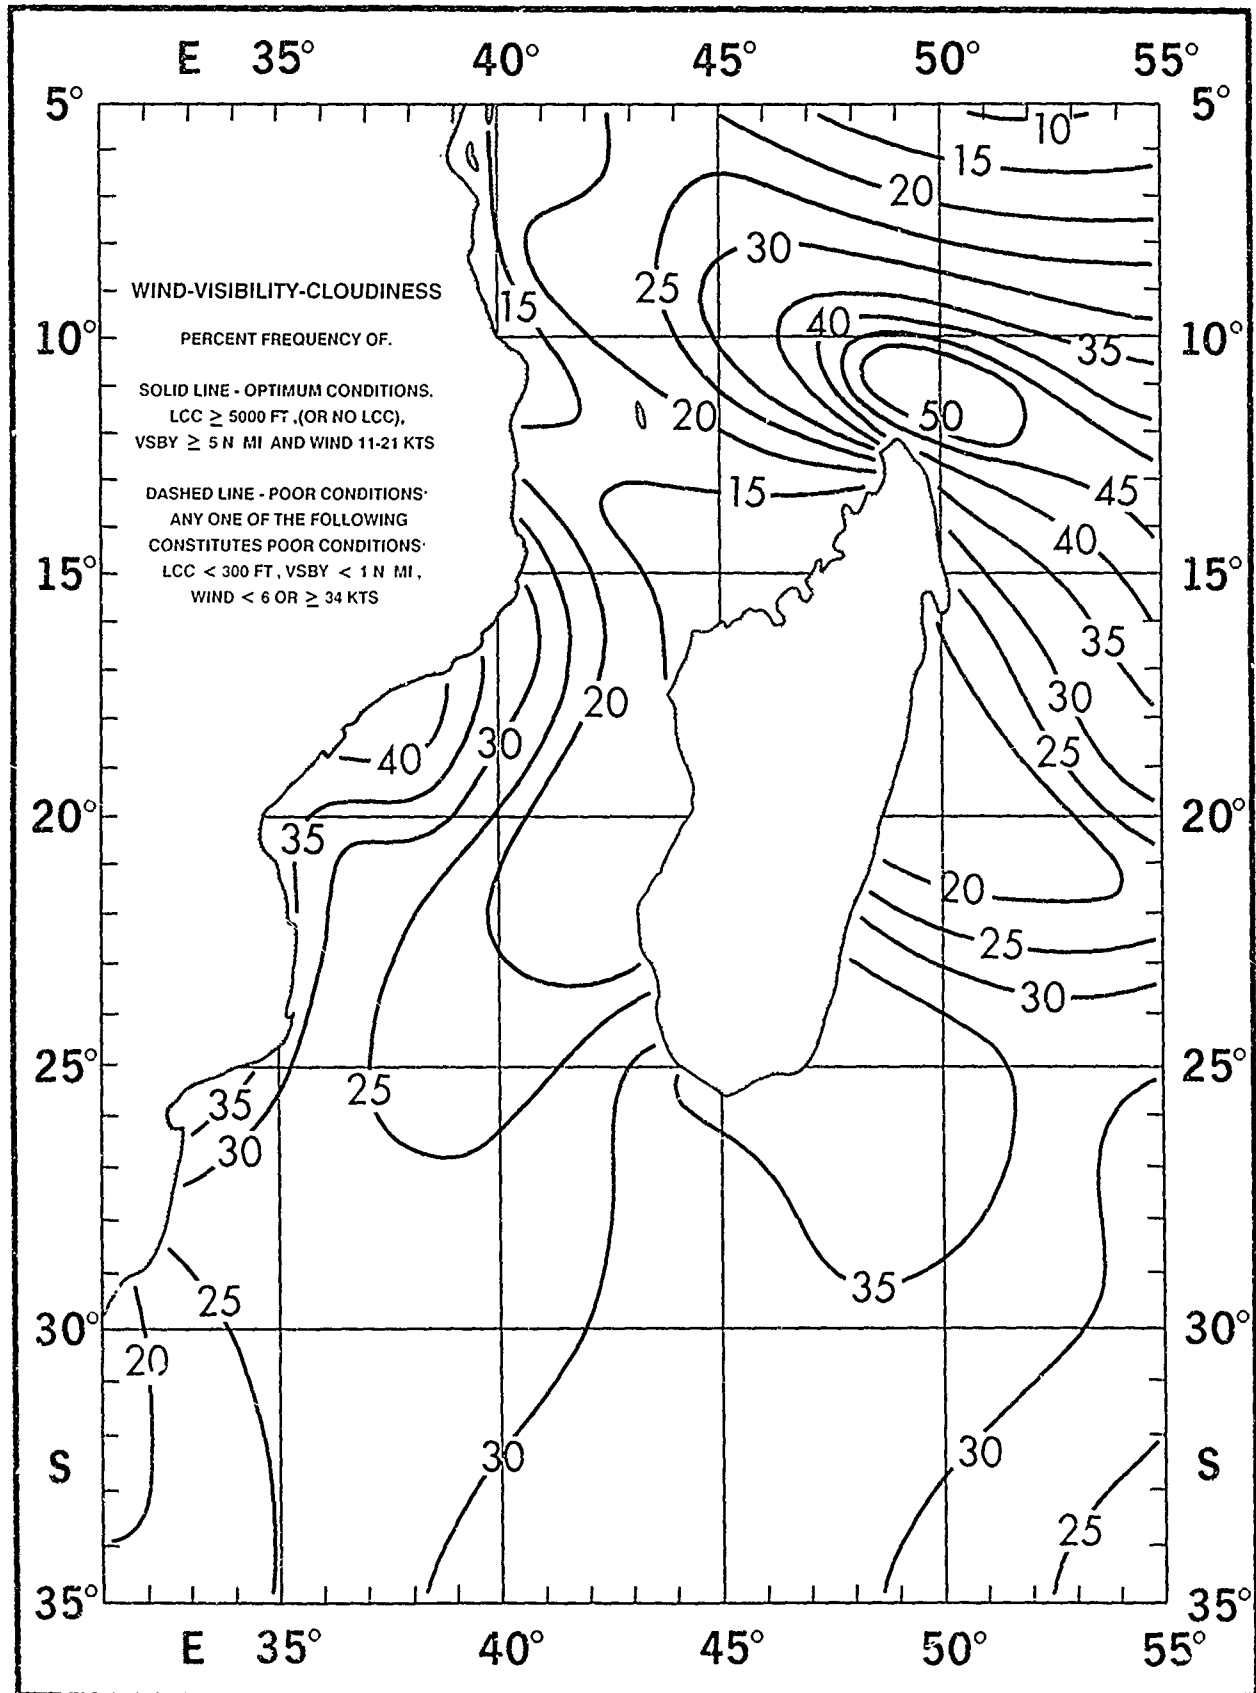 E 35° 40° 45° 50° 55°
5° 5°
10
15
20
30
25
WIND-VISIBILITY-CLOUDINESS
15
40
PERCENT FREQUENCY OF.
10° 10°
35
SOLID LINE - OPTIMUM CONDITIONS.
LCC ≥ 5000 FT ,(OR NO LCC),
20 50
VSBY ≥ 5 N MI AND WIND 11-21 KTS
DASHED LINE - POOR CONDITIONS·
15 45
ANY ONE OF THE FOLLOWING
CONSTITUTES POOR CONDITIONS·
40
LCC < 300 FT , VSBY < 1 N MI ,
15° 15°
WIND < 6 OR ≥ 34 KTS
35
20 30
30 25
40
20° 20°
35
20
25
30
25° 25°
25
35
30
35
25
30° 30°
20
30 30
S S
25
35° 35°
E 35° 40° 45° 50° 55°